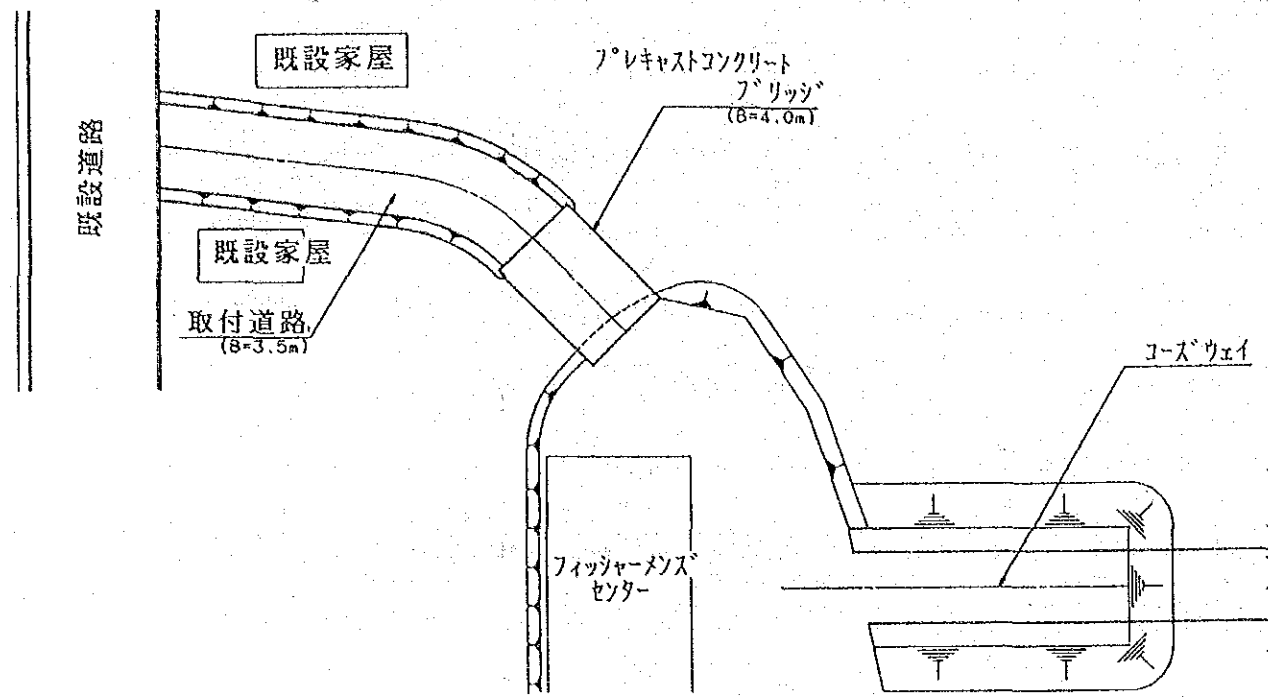 既設家屋
プレキャストコンクリート
ブリッジ
(B=4.0m)
既設道路
既設家屋
取付道路
(B=3.5m)
コーズウェイ
フィッシャーメンズ
センター